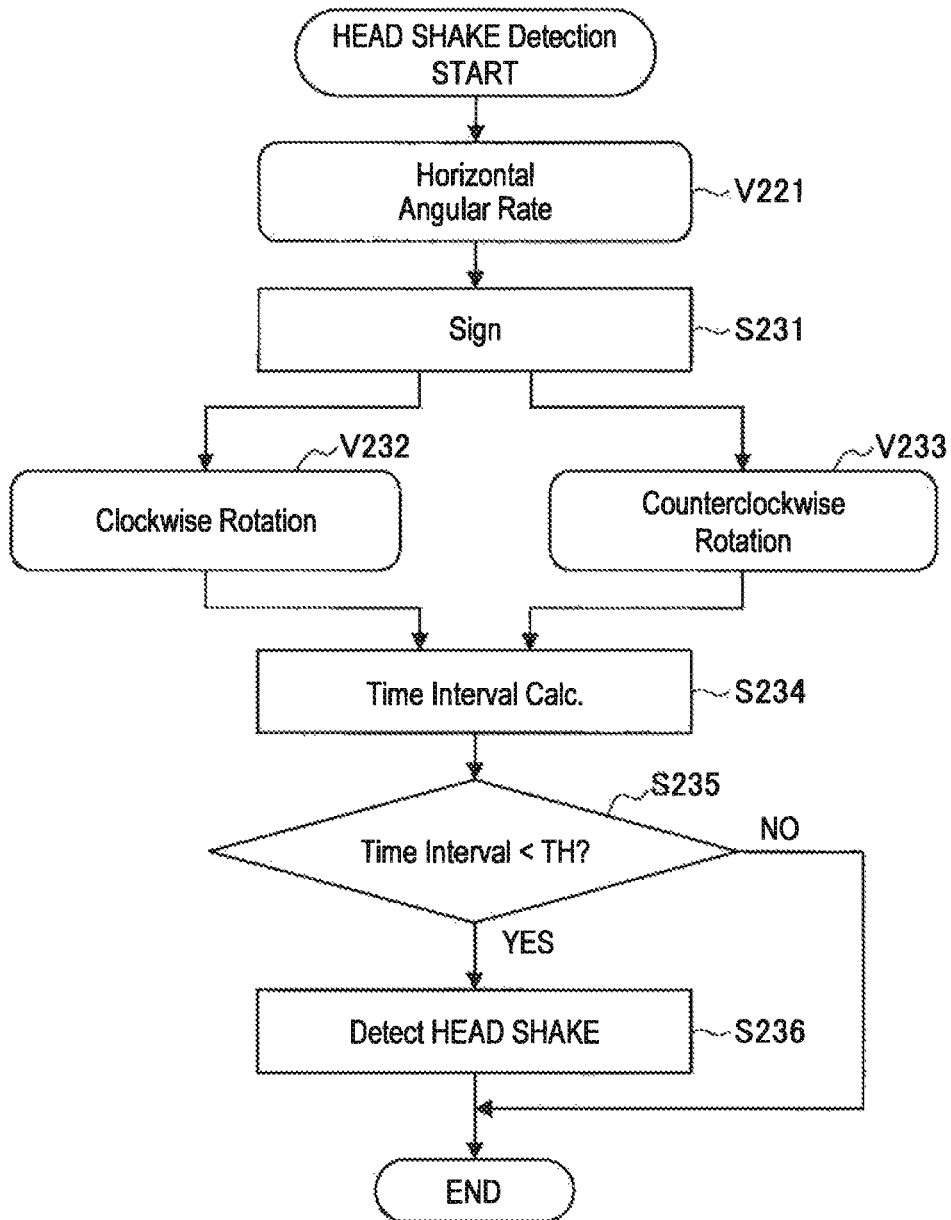 HEAD SHAKE Detection
START
Horizontal
Angular Rate
V221
Sign
S231
V232
V233
Clockwise Rotation
Counterclockwise
Rotation
Time Interval Calc.
S234
S235
Time Interval < TH?
NO
YES
Detect HEAD SHAKE
S236
END